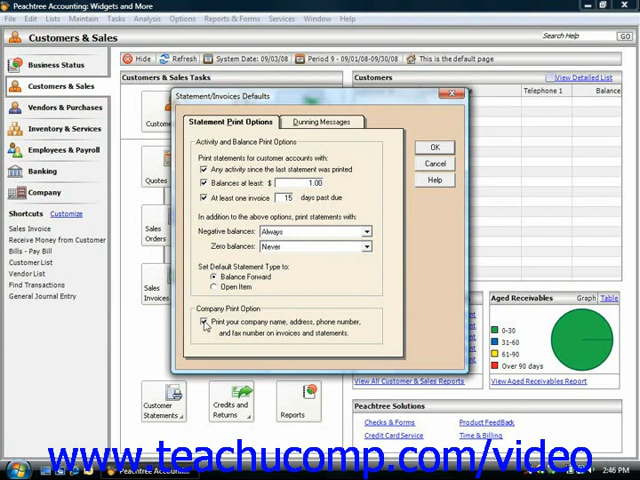 Peachtree Accounting: Widgets and More
File Edit Lists Maintain Tasks Analysis Options Reports & Forms Services Window Help
Customers & Sales
Search Help
GO
Business Status
Customers & Sales
Vendors & Purchases
Inventory & Services
Employees & Payroll
Banking
Company
Shortcuts Customize
Sales Invoice
Receive Money from Customer
Bills - Pay Bill
Customer List
Vendor List
Find Transactions
General Journal Entry
Hide Refresh System Date: 09/03/08 Period 9 - 09/01/08-09/30/08 This is the default page
Customers & Sales Tasks
Quotes
Sales
Orders
Sales
Invoices
Customer
Statements
Credits and
Returns
Reports
Customers
View Detailed List
Telephone 1 Balance
Statement/Invoices Defaults
Statement Print Options Dunning Messages
Activity and Balance Print Options
Print statements for customer accounts with:
Any activity since the last statement was printed
Balances at least: $ 1.00
At least one invoice 15 days past due
In addition to the above options, print statements with:
Negative balances: Always
Zero balances: Never
Set Default Statement Type to:
Balance Forward
Open Item
Company Print Option
Print your company name, address, phone number,
and fax number on invoices and statements.
OK
Cancel
Help
View All Customer & Sales Reports
Aged Receivables Graph Table
0-30
31-60
61-90
Over 90 days
View Aged Receivables Report
Peachtree Solutions
Checks & Forms
Product FeedBack
Credit Card Service
Time & Billing
www.teachucomp.com/video
Peachtree Accounti...
2:46 PM